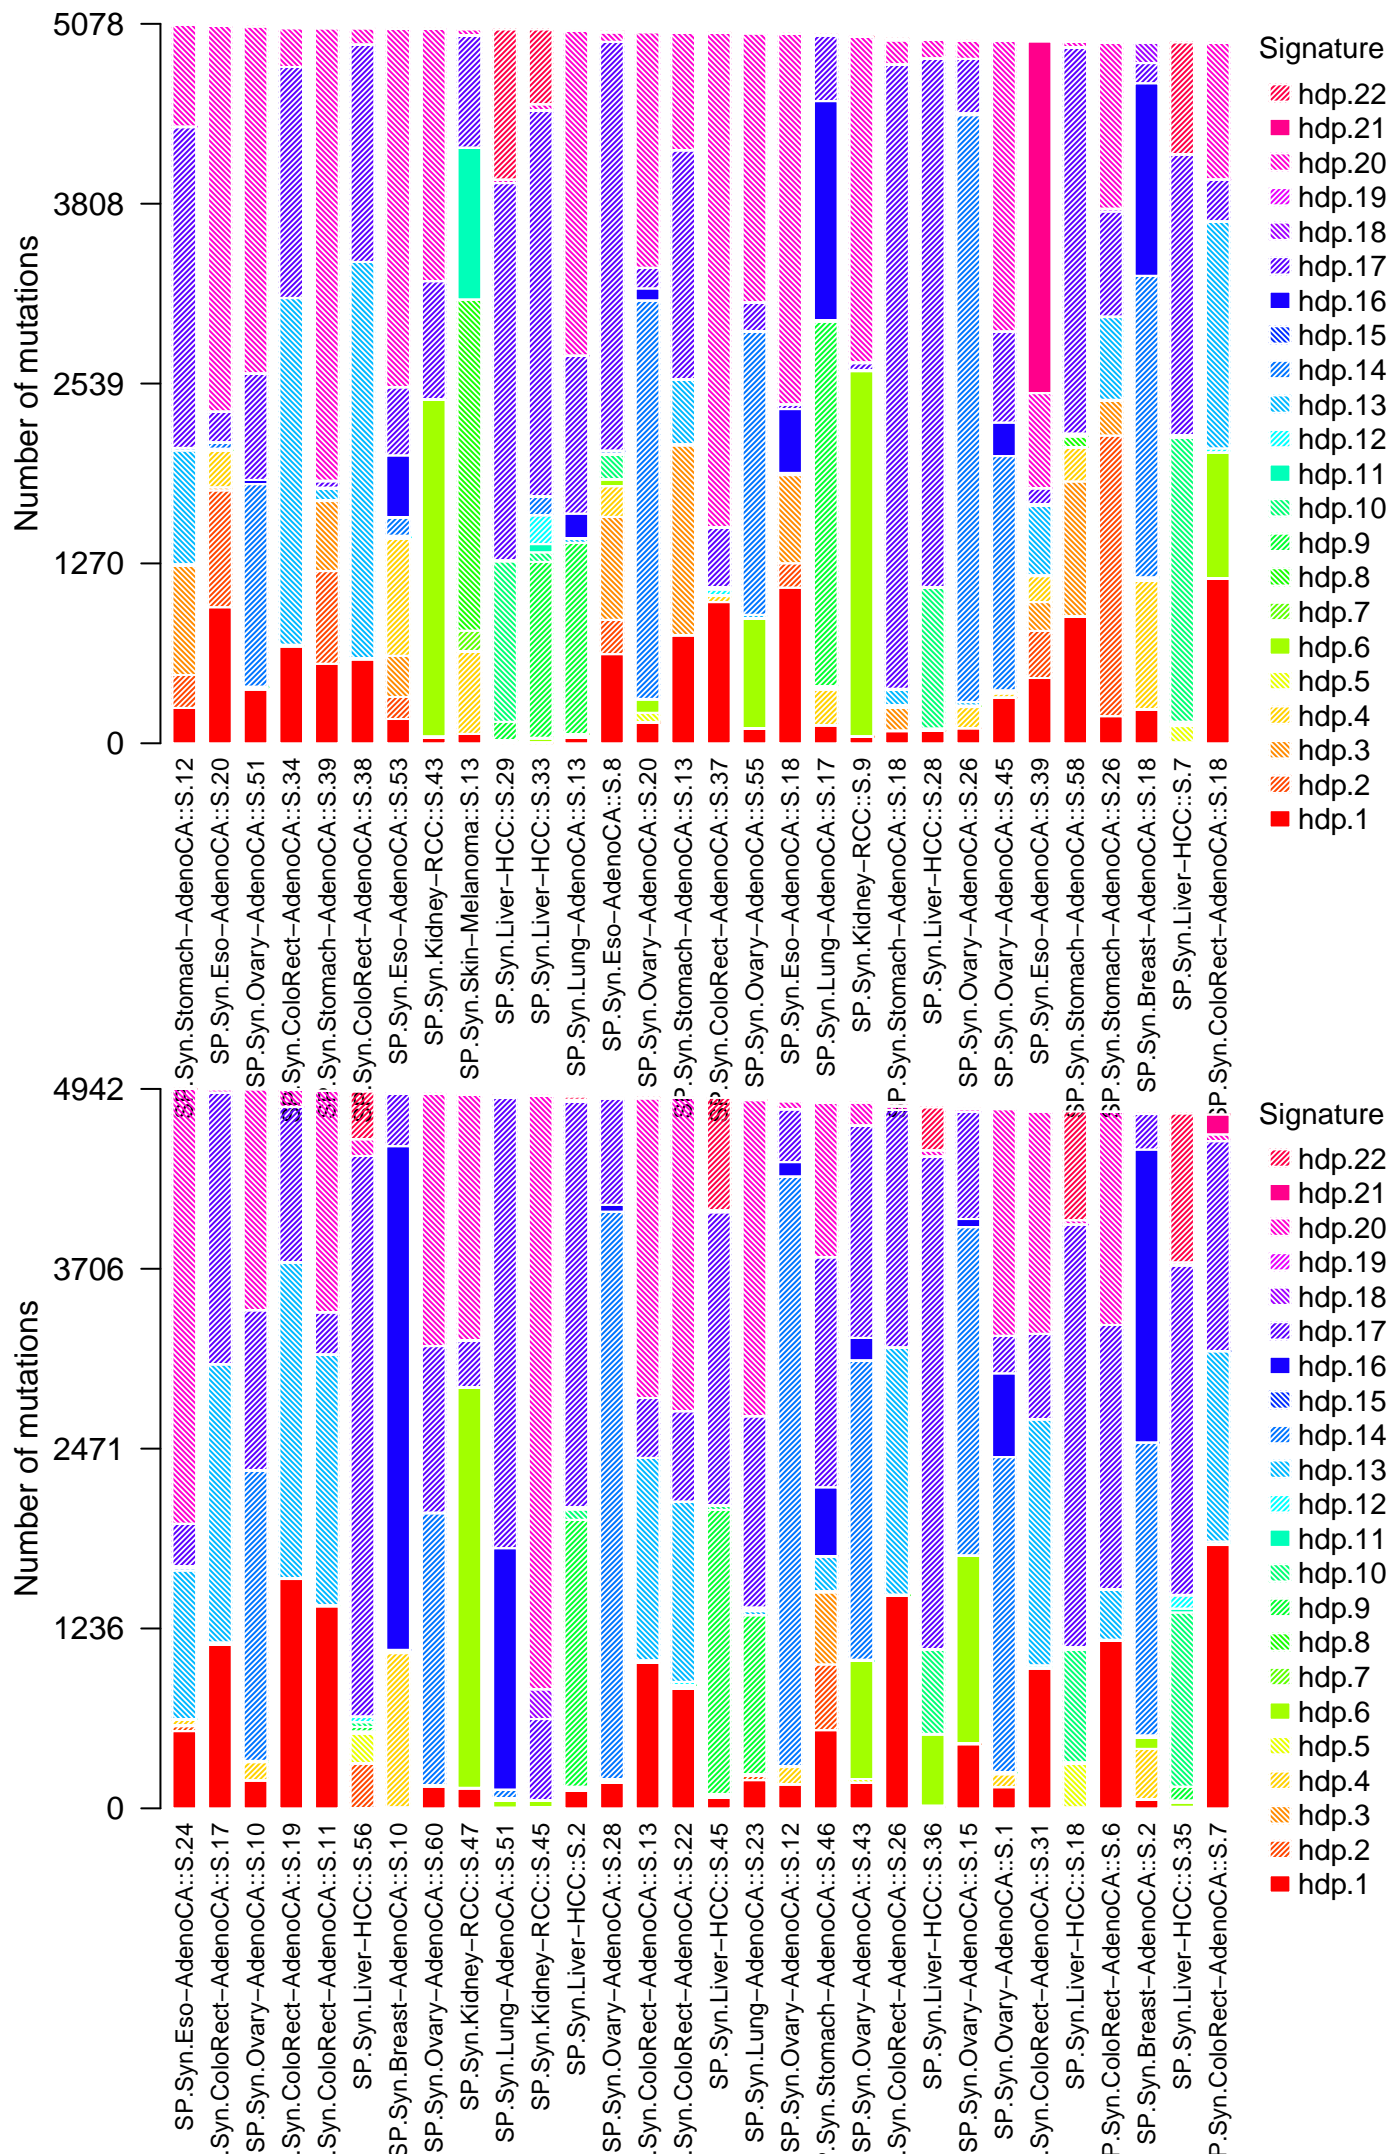 Number of mutations
5078
3808
2539
1270
0
SP.Syn.Stomach−AdenoCA::S.12
SP.Syn.Eso−AdenoCA::S.20
SP.Syn.Ovary−AdenoCA::S.51
SP.Syn.ColoRect−AdenoCA::S.34
SP.Syn.Stomach−AdenoCA::S.39
SP.Syn.ColoRect−AdenoCA::S.38
SP.Syn.Eso−AdenoCA::S.53
SP.Syn.Kidney−RCC::S.43
SP.Syn.Skin−Melanoma::S.13
SP.Syn.Liver−HCC::S.29
SP.Syn.Liver−HCC::S.33
SP.Syn.Lung−AdenoCA::S.13
SP.Syn.Eso−AdenoCA::S.8
SP.Syn.Ovary−AdenoCA::S.20
SP.Syn.Stomach−AdenoCA::S.13
SP.Syn.ColoRect−AdenoCA::S.37
SP.Syn.Ovary−AdenoCA::S.55
SP.Syn.Eso−AdenoCA::S.18
SP.Syn.Lung−AdenoCA::S.17
SP.Syn.Kidney−RCC::S.9
SP.Syn.Stomach−AdenoCA::S.18
SP.Syn.Liver−HCC::S.28
SP.Syn.Ovary−AdenoCA::S.26
SP.Syn.Ovary−AdenoCA::S.45
SP.Syn.Eso−AdenoCA::S.39
SP.Syn.Stomach−AdenoCA::S.58
SP.Syn.Stomach−AdenoCA::S.26
SP.Syn.Breast−AdenoCA::S.18
SP.Syn.Liver−HCC::S.7
SP.Syn.ColoRect−AdenoCA::S.18
Signature
hdp.22
hdp.21
hdp.20
hdp.19
hdp.18
hdp.17
hdp.16
hdp.15
hdp.14
hdp.13
hdp.12
hdp.11
hdp.10
hdp.9
hdp.8
hdp.7
hdp.6
hdp.5
hdp.4
hdp.3
hdp.2
hdp.1
Number of mutations
4942
3706
2471
1236
0
SP.Syn.Eso−AdenoCA::S.24
.Syn.ColoRect−AdenoCA::S.17
SP.Syn.Ovary−AdenoCA::S.10
.Syn.ColoRect−AdenoCA::S.19
.Syn.ColoRect−AdenoCA::S.11
SP.Syn.Liver−HCC::S.56
SP.Syn.Breast−AdenoCA::S.10
SP.Syn.Ovary−AdenoCA::S.60
SP.Syn.Kidney−RCC::S.47
SP.Syn.Lung−AdenoCA::S.51
SP.Syn.Kidney−RCC::S.45
SP.Syn.Liver−HCC::S.2
SP.Syn.Ovary−AdenoCA::S.28
.Syn.ColoRect−AdenoCA::S.13
.Syn.ColoRect−AdenoCA::S.22
SP.Syn.Liver−HCC::S.45
SP.Syn.Lung−AdenoCA::S.23
SP.Syn.Ovary−AdenoCA::S.12
P.Syn.Stomach−AdenoCA::S.46
SP.Syn.Ovary−AdenoCA::S.43
.Syn.ColoRect−AdenoCA::S.26
SP.Syn.Liver−HCC::S.36
SP.Syn.Ovary−AdenoCA::S.15
SP.Syn.Ovary−AdenoCA::S.1
.Syn.ColoRect−AdenoCA::S.31
SP.Syn.Liver−HCC::S.18
P.Syn.ColoRect−AdenoCA::S.6
SP.Syn.Breast−AdenoCA::S.2
SP.Syn.Liver−HCC::S.35
P.Syn.ColoRect−AdenoCA::S.7
Signature
hdp.22
hdp.21
hdp.20
hdp.19
hdp.18
hdp.17
hdp.16
hdp.15
hdp.14
hdp.13
hdp.12
hdp.11
hdp.10
hdp.9
hdp.8
hdp.7
hdp.6
hdp.5
hdp.4
hdp.3
hdp.2
hdp.1